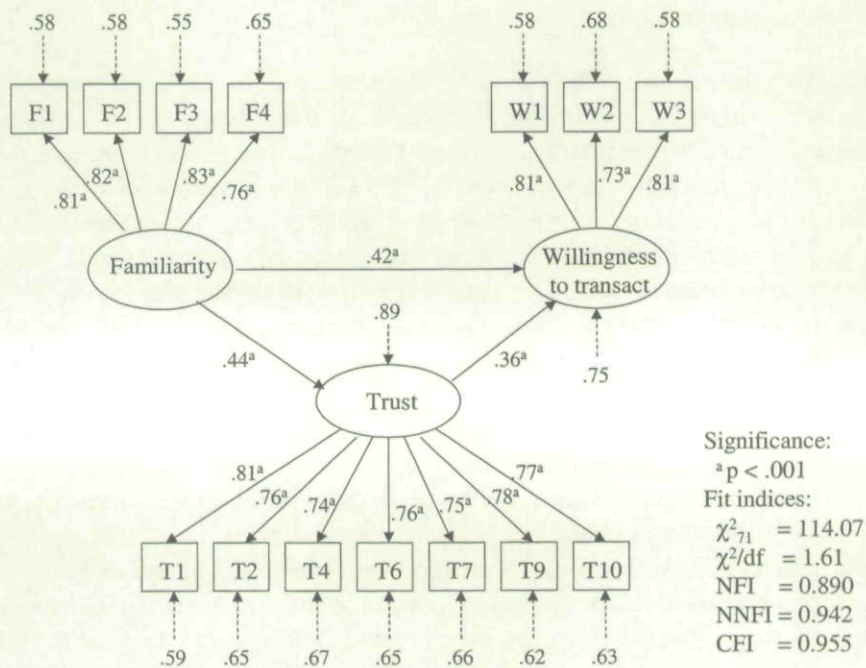 .58 .58 .55 .65 .58 .68 .58
F1 F2 F3 F4 W1 W2 W3
.81ᵃ .82ᵃ .83ᵃ .76ᵃ .81ᵃ .73ᵃ .81ᵃ
Familiarity .42ᵃ Willingness
to transact
.89
.44ᵃ .36ᵃ .75
Trust
.81ᵃ .76ᵃ .74ᵃ .76ᵃ .75ᵃ .78ᵃ .77ᵃ
T1 T2 T4 T6 T7 T9 T10
.59 .65 .67 .65 .66 .62 .63
Significance:
ᵃ p < .001
Fit indices:
χ²₇₁ = 114.07
χ²/df = 1.61
NFI = 0.890
NNFI = 0.942
CFI = 0.955